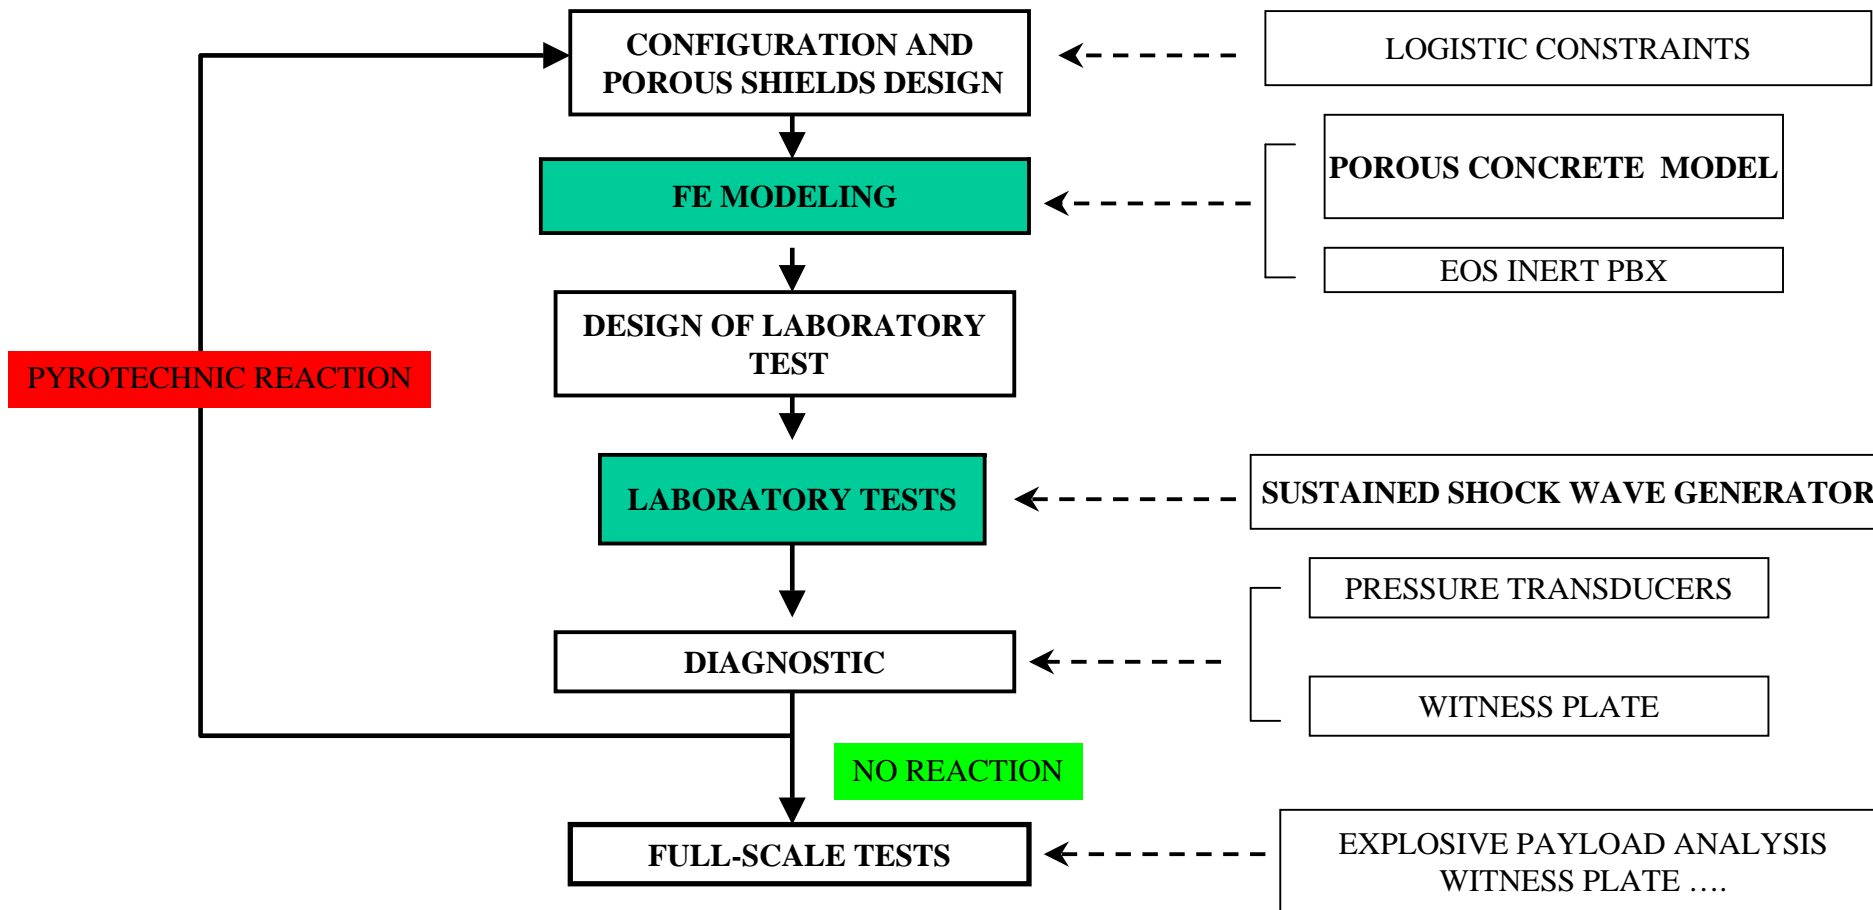 CONFIGURATION AND
POROUS SHIELDS DESIGN
LOGISTIC CONSTRAINTS
FE MODELING
POROUS CONCRETE MODEL
EOS INERT PBX
DESIGN OF LABORATORY
TEST
PYROTECHNIC REACTION
LABORATORY TESTS
SUSTAINED SHOCK WAVE GENERATOR
PRESSURE TRANSDUCERS
DIAGNOSTIC
WITNESS PLATE
NO REACTION
FULL-SCALE TESTS
EXPLOSIVE PAYLOAD ANALYSIS
WITNESS PLATE ….